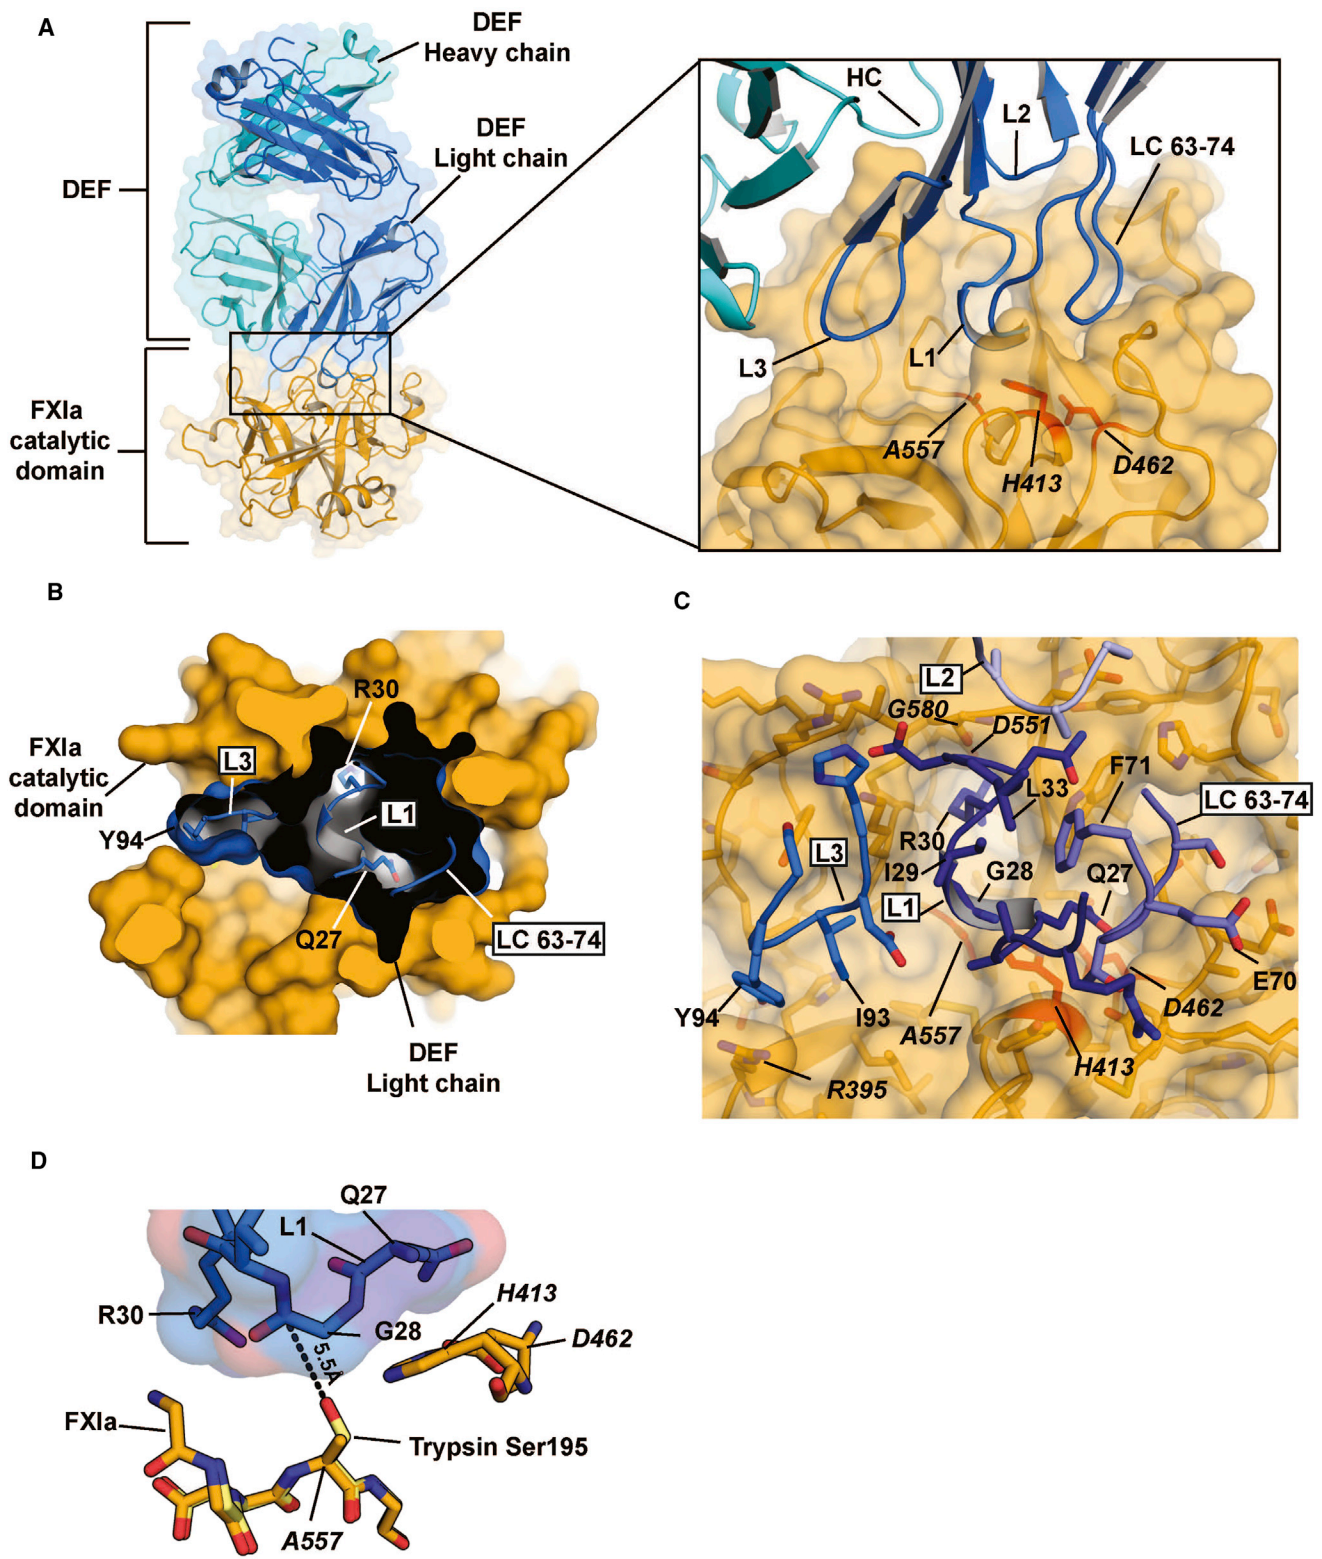 A
DEF
Heavy chain
DEF
Light chain
DEF
FXIa
catalytic
domain
HC
L2
LC 63-74
L3
L1
A557
H413
D462
B
R30
FXIa
catalytic
domain
L3
L1
Y94
Q27
LC 63-74
DEF
Light chain
C
L2
G580
D551
F71
L33
LC 63-74
R30
L3
I29
G28
Q27
L1
E70
Y94
I93
A557
D462
H413
R395
D
Q27
L1
H413
R30
G28
D462
5.5Å
FXIa
Trypsin Ser195
A557